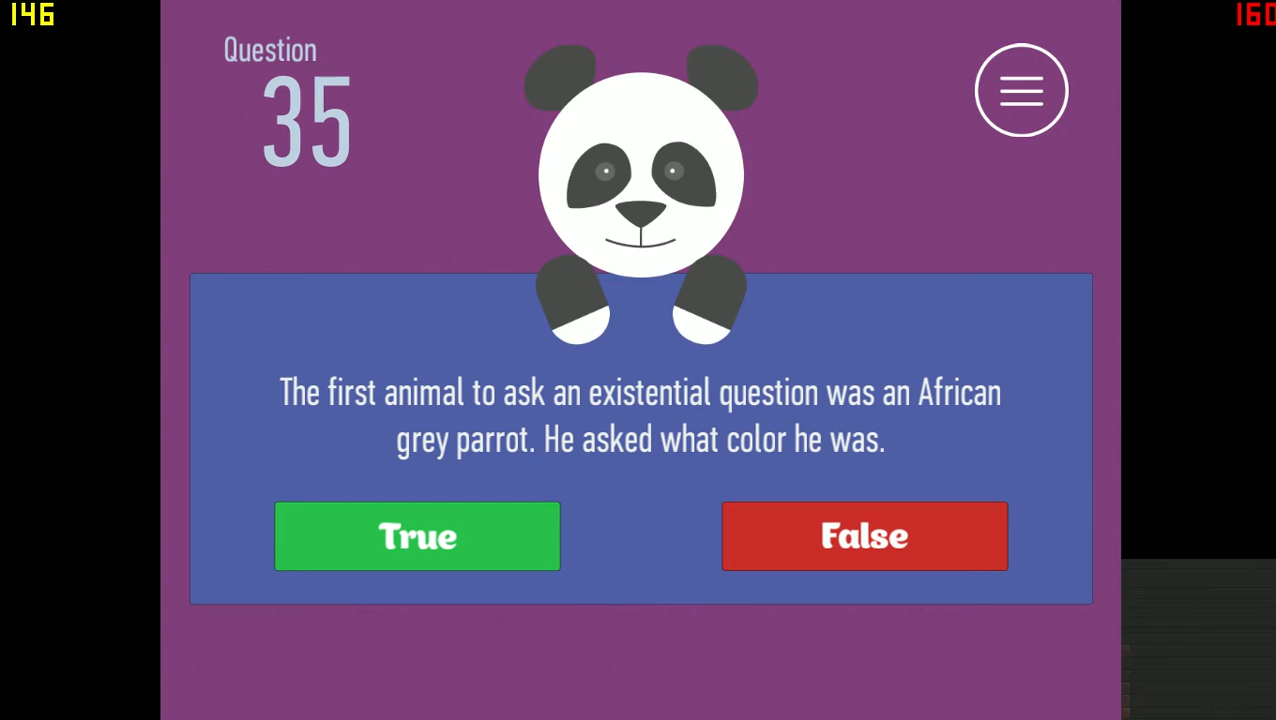 146
160
Question
35
The first animal to ask an existential question was an African
grey parrot. He asked what color he was.
True
False